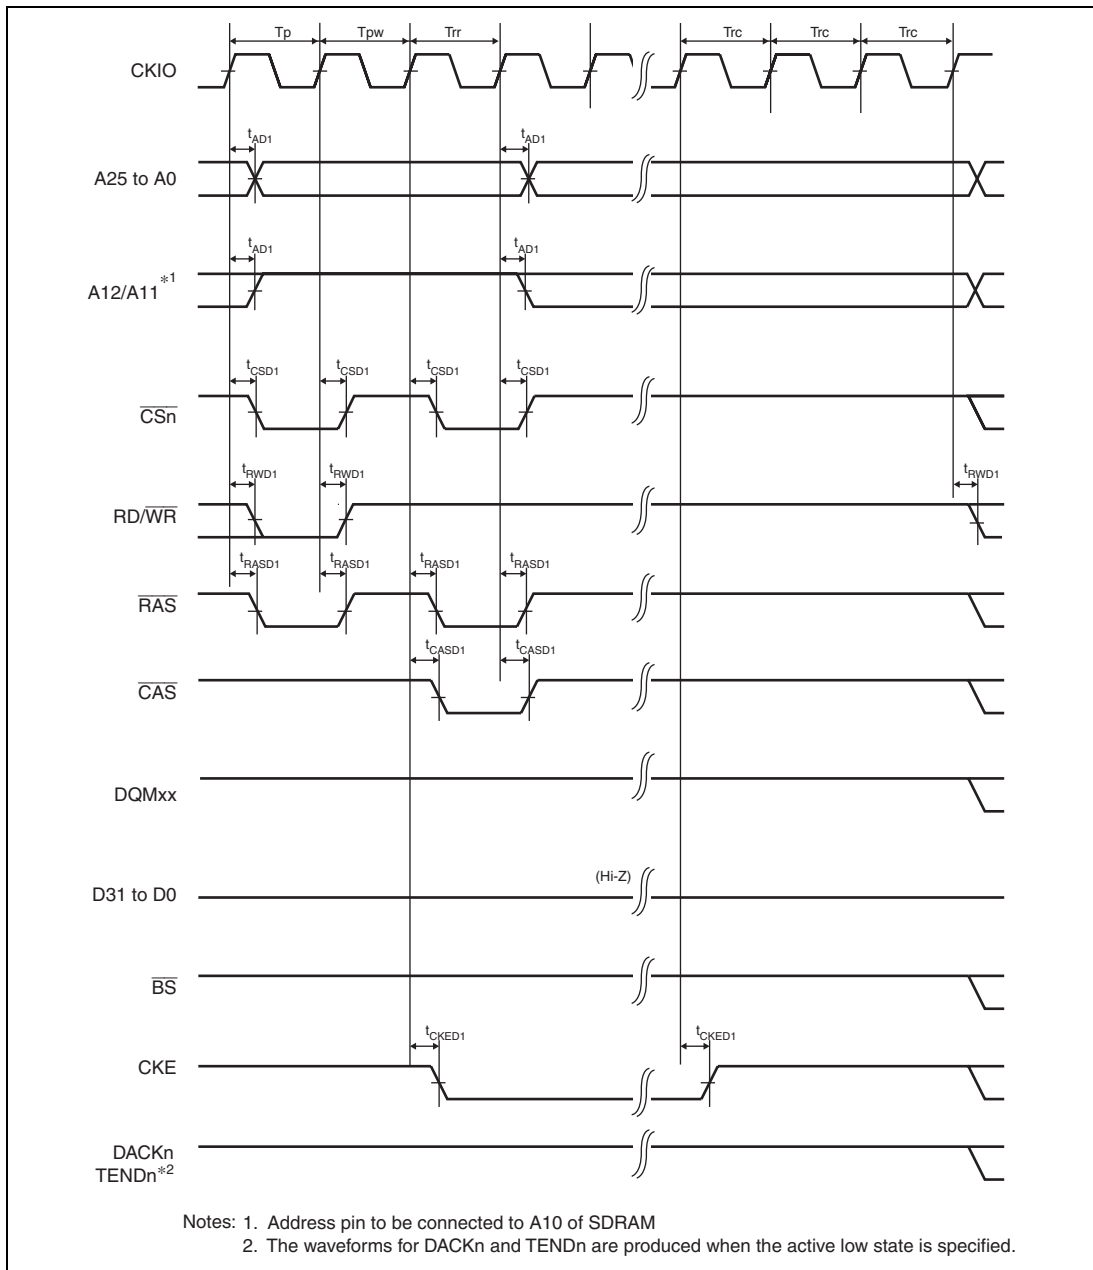 Tp Tpw Trr Trc Trc Trc
CKIO
tAD1 tAD1
A25 to A0
tAD1 tAD1
A12/A11*1
tCSD1 tCSD1 tCSD1 tCSD1
CSn
tRWD1 tRWD1 tRWD1
RD/WR
tRASD1 tRASD1 tRASD1 tRASD1
RAS
tCASD1 tCASD1
CAS
DQMxx
(Hi-Z)
D31 to D0
BS
tCKED1 tCKED1
CKE
DACKn
TENDn*2
Notes: 1. Address pin to be connected to A10 of SDRAM
2. The waveforms for DACKn and TENDn are produced when the active low state is specified.